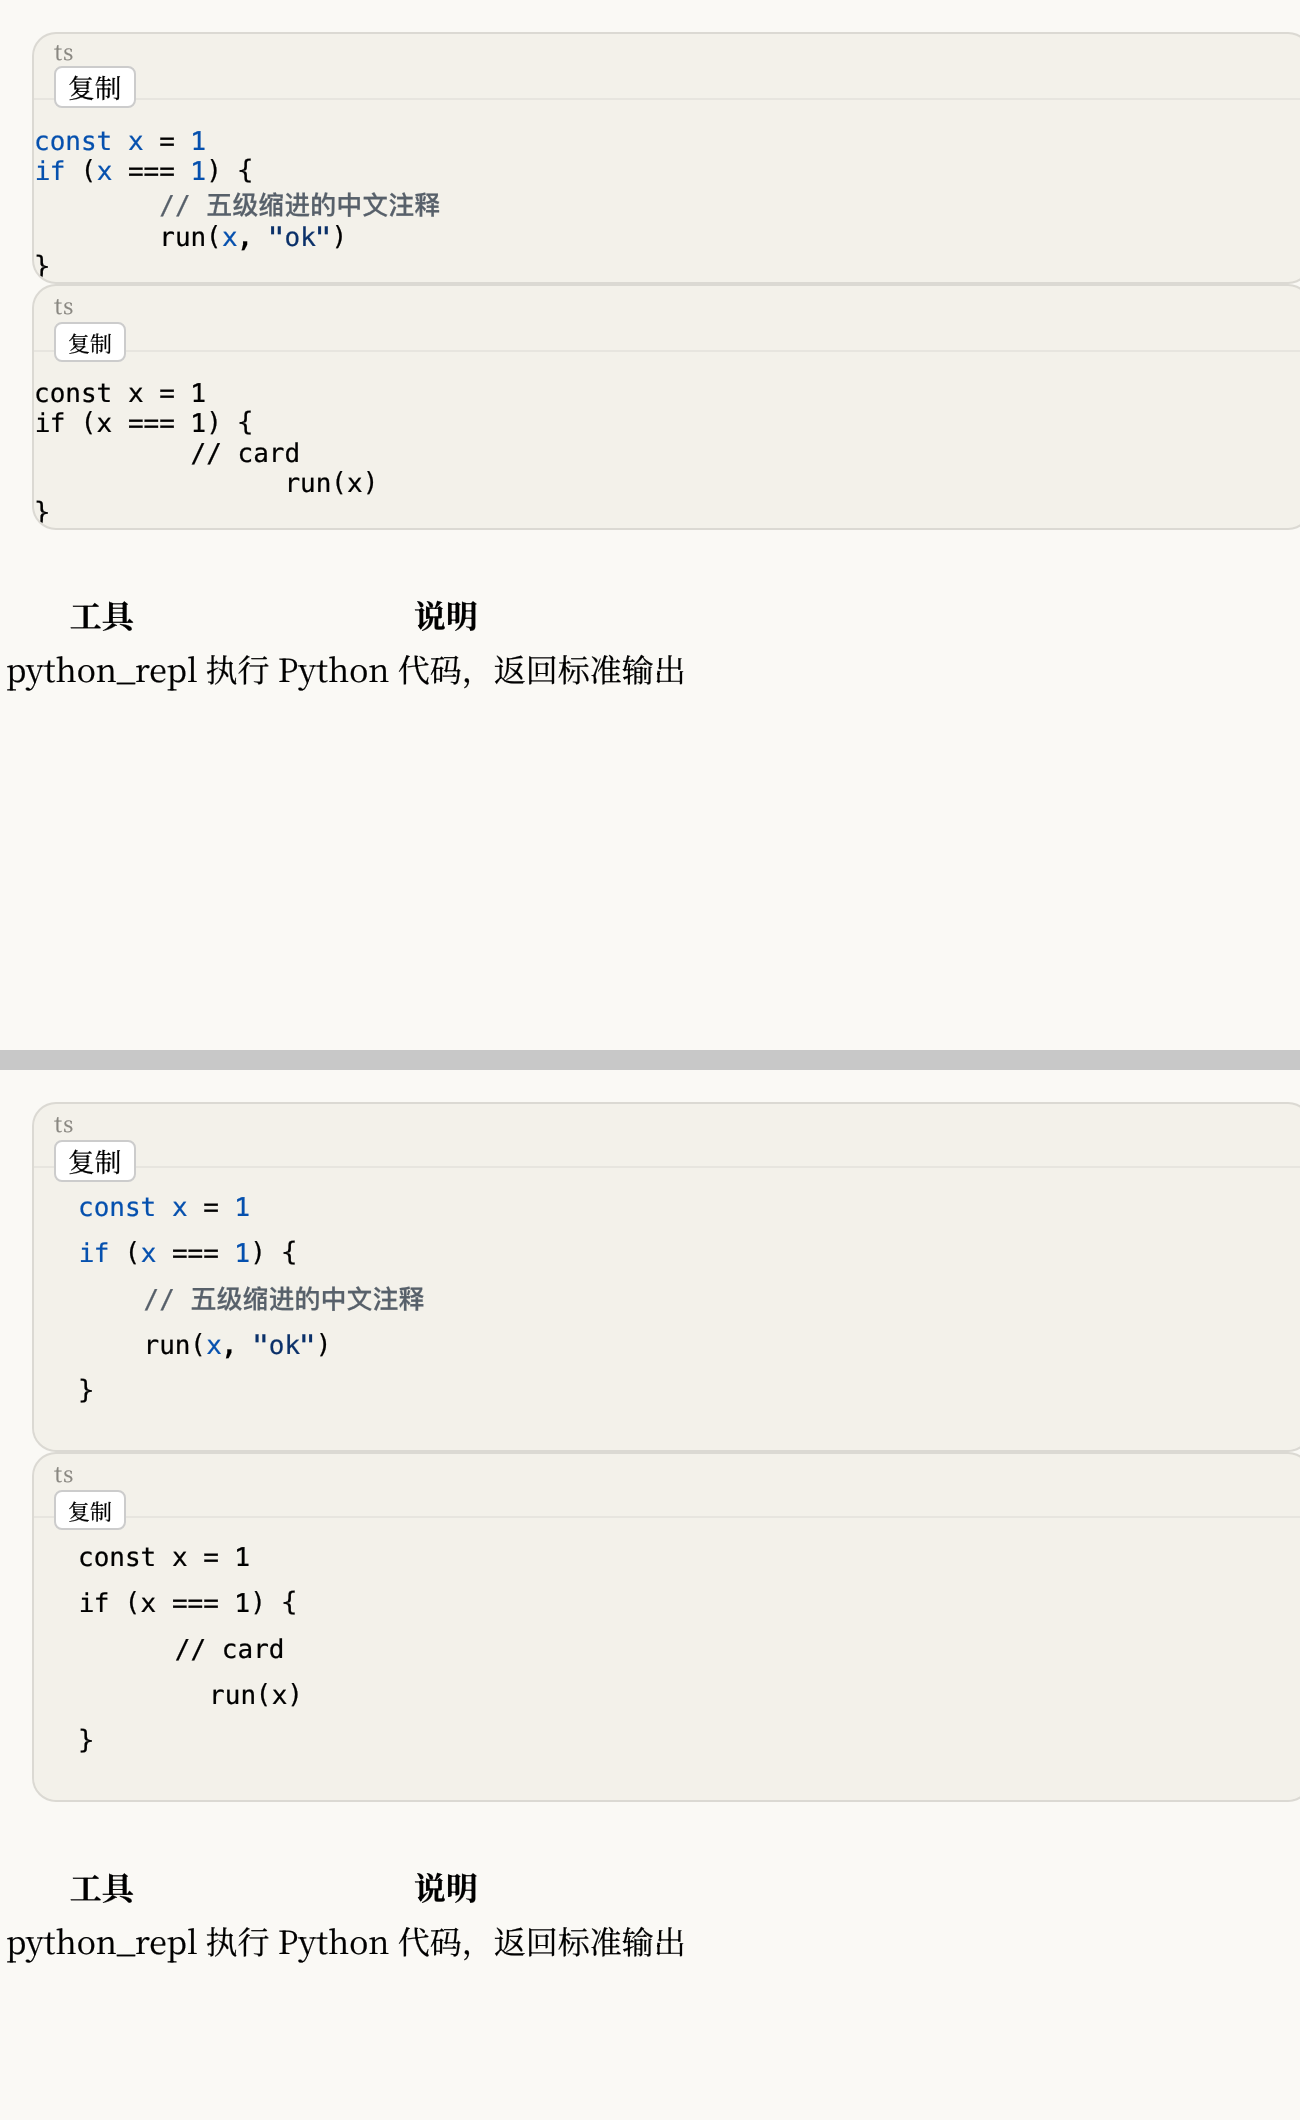 ts
复制
const x = 1
if (x === 1) {
        // 五级缩进的中文注释
        run(x, "ok")
}
ts
复制
const x = 1
if (x === 1) {
          // card
                run(x)
}
工具 说明
python_repl 执行 Python 代码，返回标准输出
ts
复制
const x = 1
if (x === 1) {
    // 五级缩进的中文注释
    run(x, "ok")
}
ts
复制
const x = 1
if (x === 1) {
      // card
        run(x)
}
工具 说明
python_repl 执行 Python 代码，返回标准输出